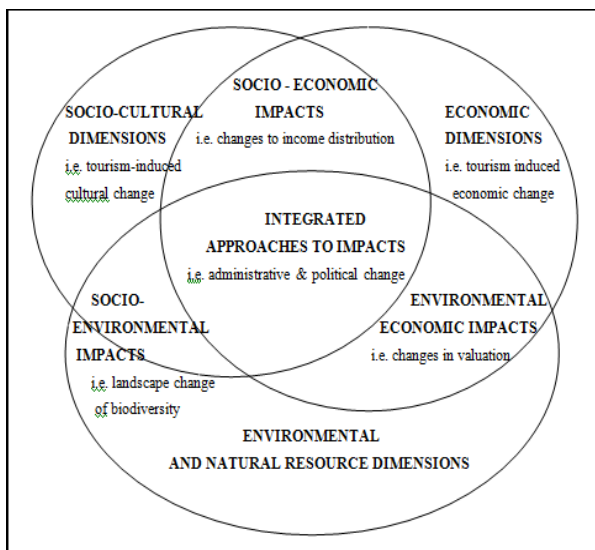 SOCIO - ECONOMIC
IMPACTS
i.e. changes to income distribution
SOCIO-CULTURAL
DIMENSIONS
i.e. tourism-induced
cultural change
ECONOMIC
DIMENSIONS
i.e. tourism induced
economic change
INTEGRATED
APPROACHES TO IMPACTS
i.e. administrative & political change
SOCIO-
ENVIRONMENTAL
IMPACTS
i.e. landscape change
of biodiversity
ENVIRONMENTAL
ECONOMIC IMPACTS
i.e. changes in valuation
ENVIRONMENTAL
AND NATURAL RESOURCE DIMENSIONS